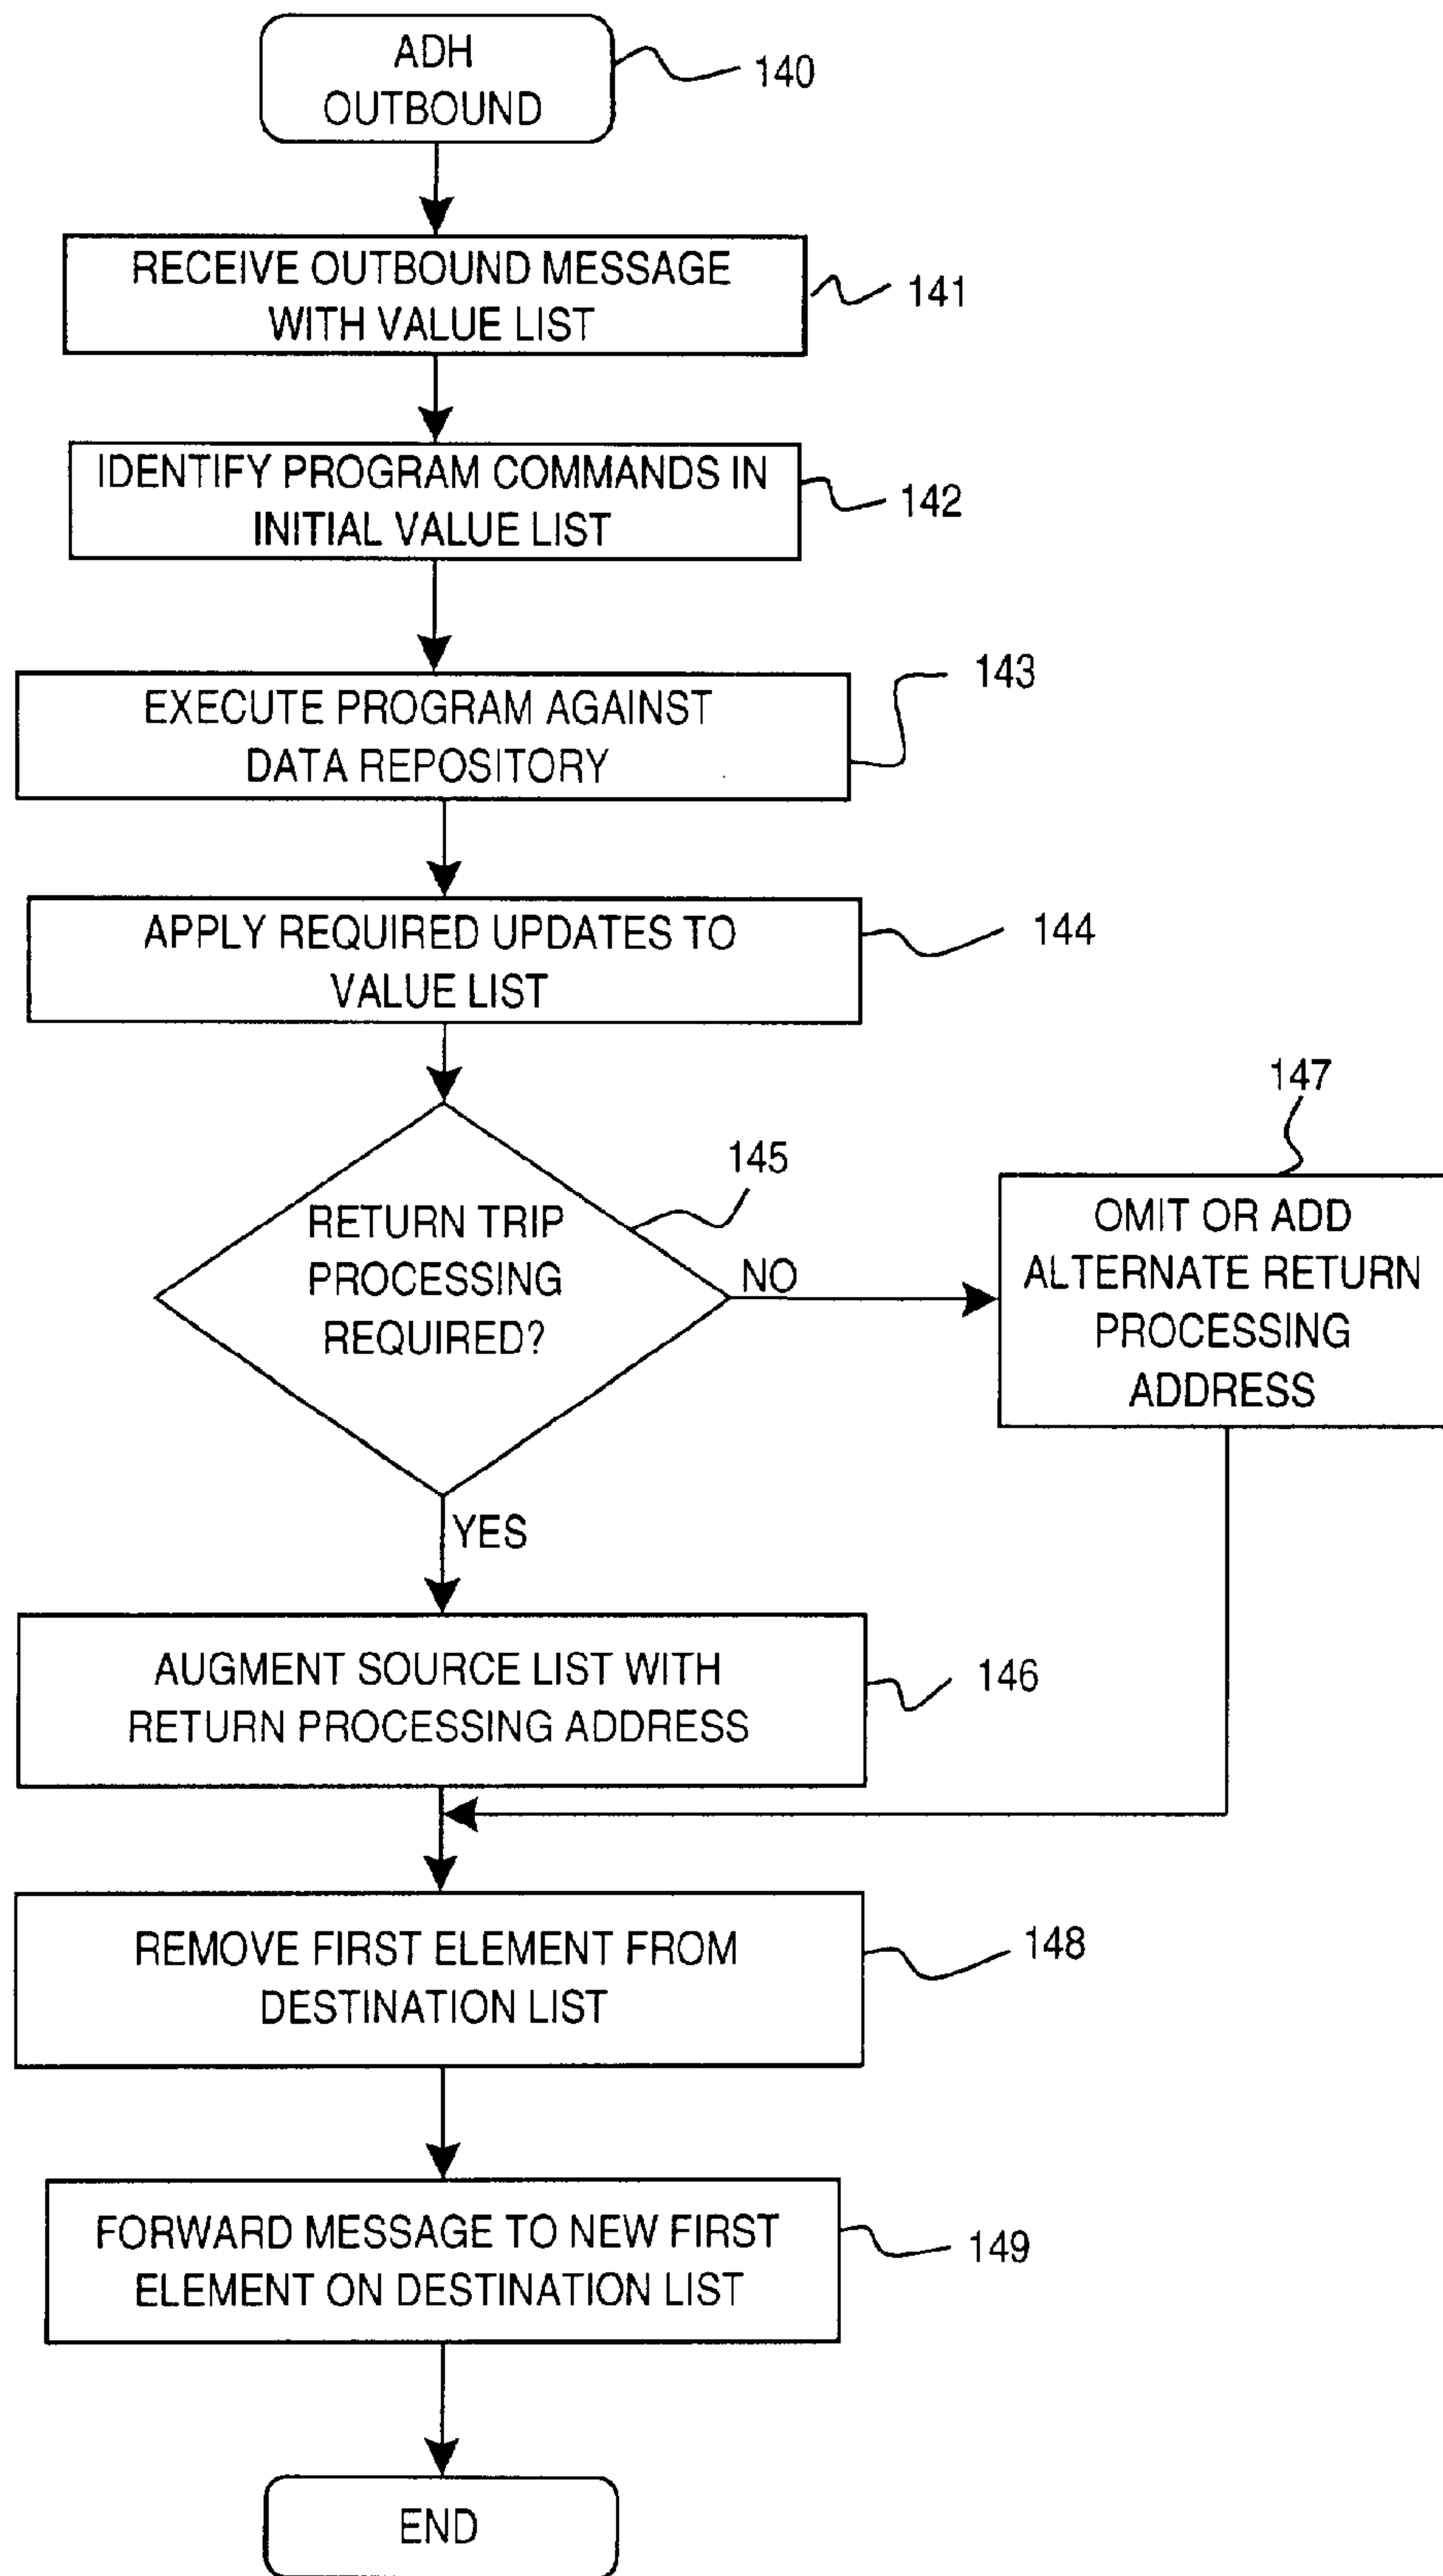 ADH
OUTBOUND
140
RECEIVE OUTBOUND MESSAGE
WITH VALUE LIST
141
IDENTIFY PROGRAM COMMANDS IN
INITIAL VALUE LIST
142
EXECUTE PROGRAM AGAINST
DATA REPOSITORY
143
APPLY REQUIRED UPDATES TO
VALUE LIST
144
RETURN TRIP
PROCESSING
REQUIRED?
145
NO
147
OMIT OR ADD
ALTERNATE RETURN
PROCESSING
ADDRESS
YES
AUGMENT SOURCE LIST WITH
RETURN PROCESSING ADDRESS
146
REMOVE FIRST ELEMENT FROM
DESTINATION LIST
148
FORWARD MESSAGE TO NEW FIRST
ELEMENT ON DESTINATION LIST
149
END